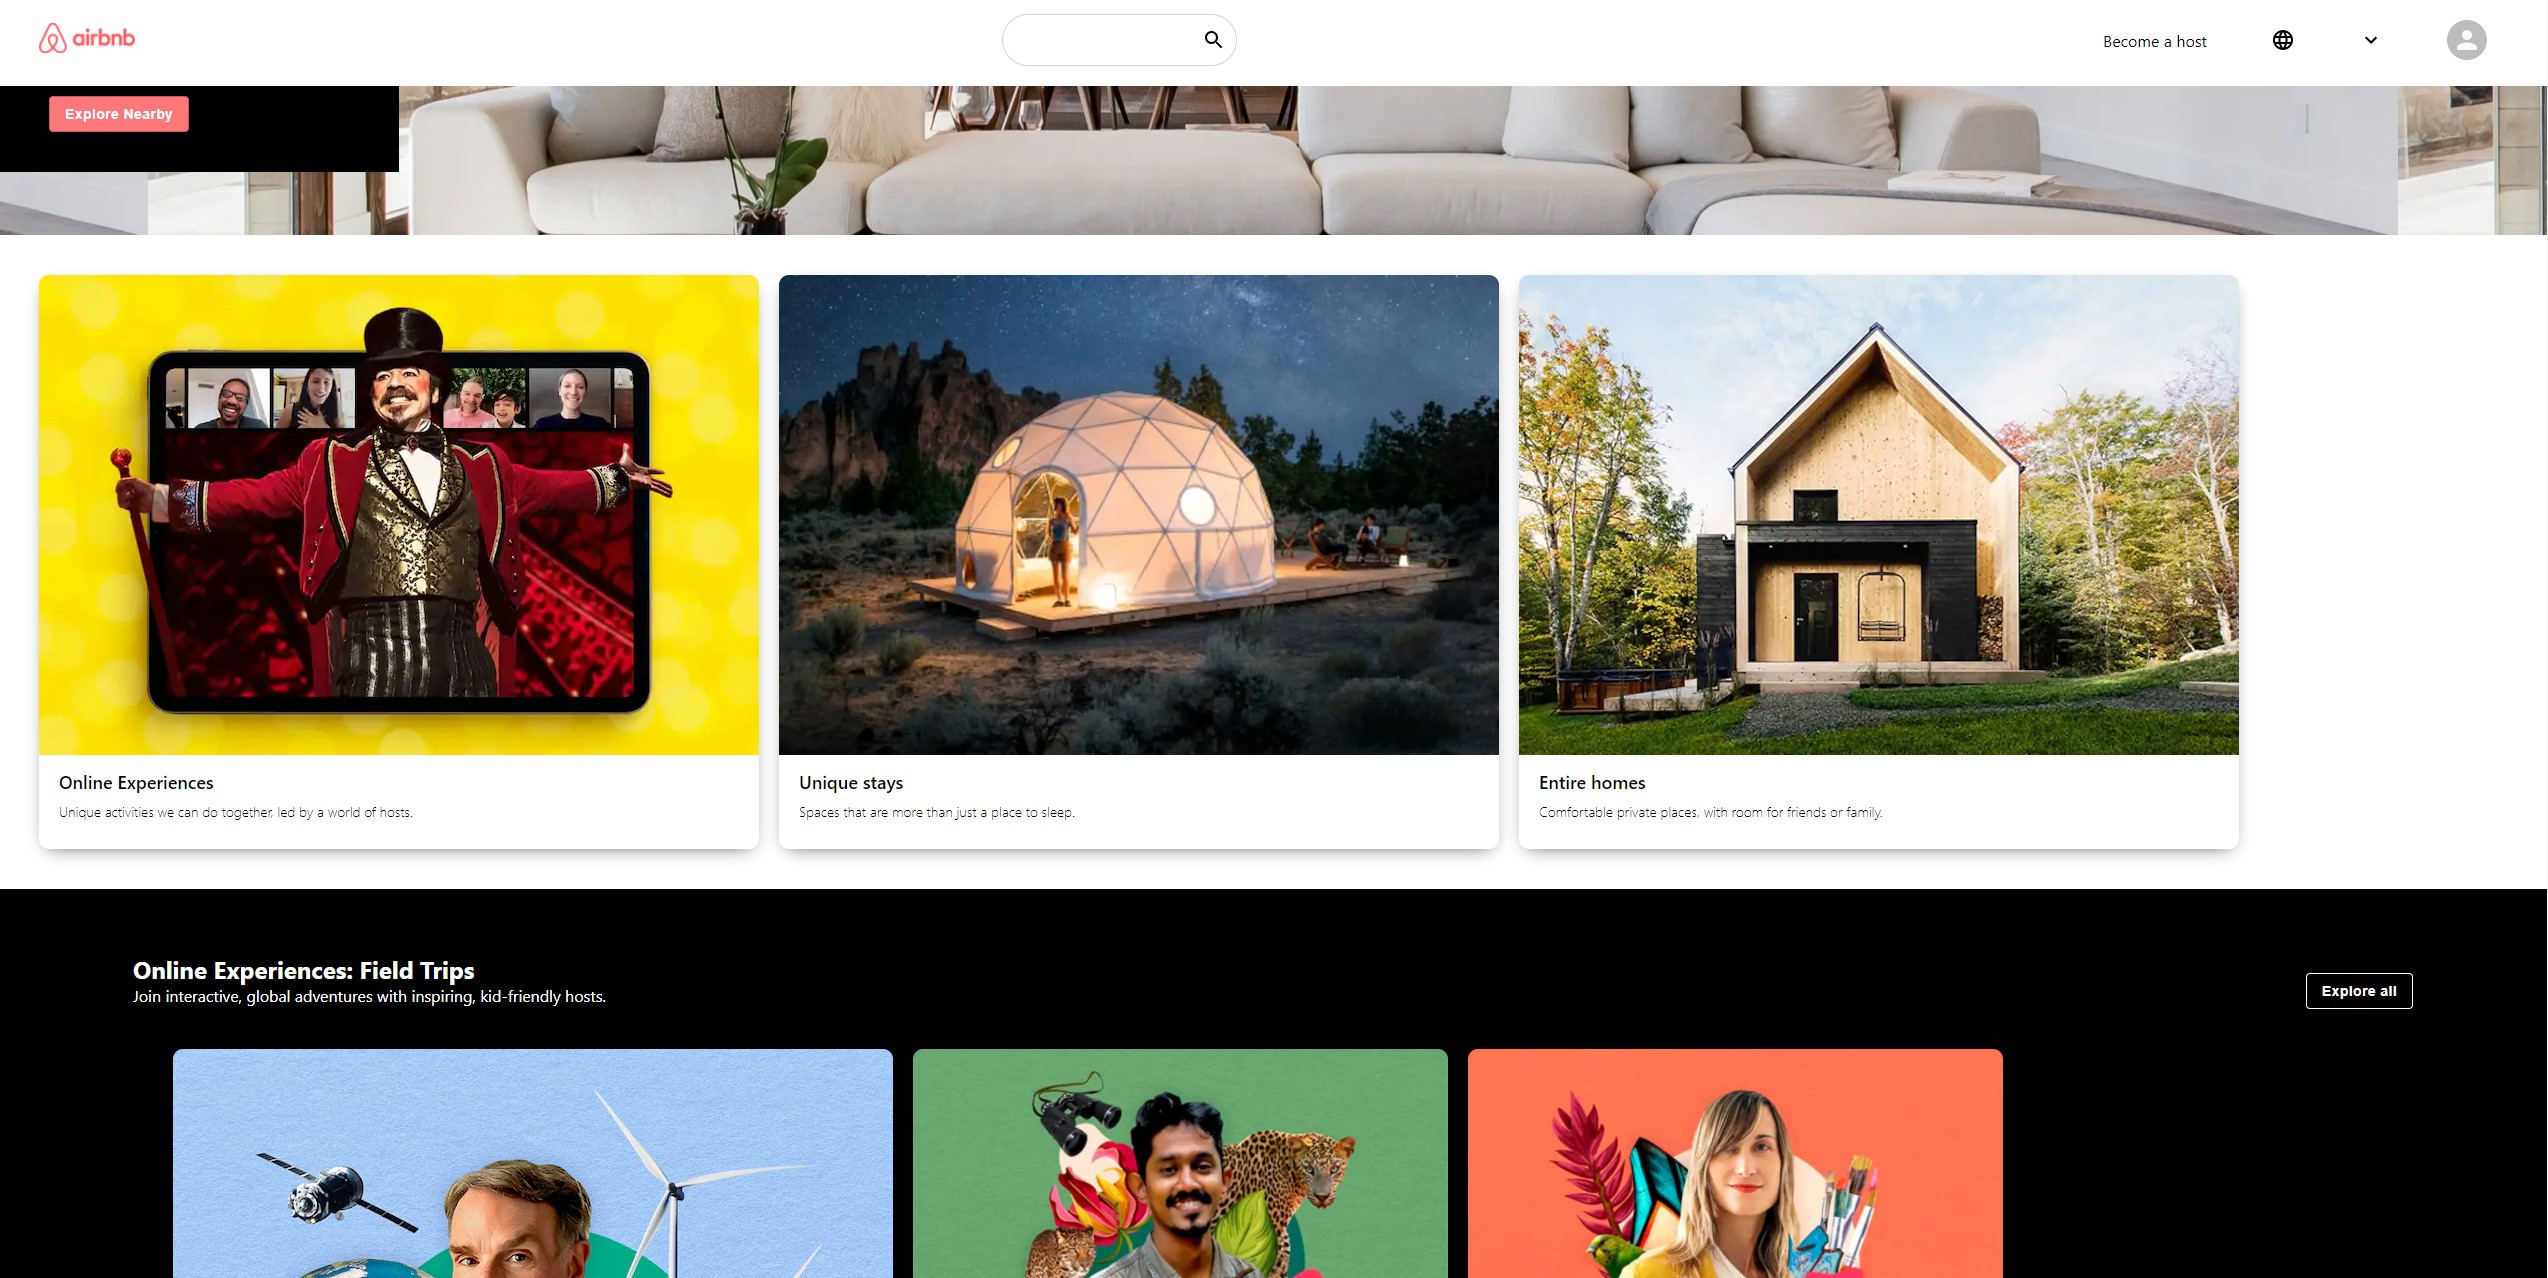 airbnb
Become a host
Explore Nearby
Online Experiences
Unique activities we can do together, led by a world of hosts.
Unique stays
Spaces that are more than just a place to sleep.
Entire homes
Comfortable private places, with room for friends or family.
Online Experiences: Field Trips
Join interactive, global adventures with inspiring, kid-friendly hosts.
Explore all